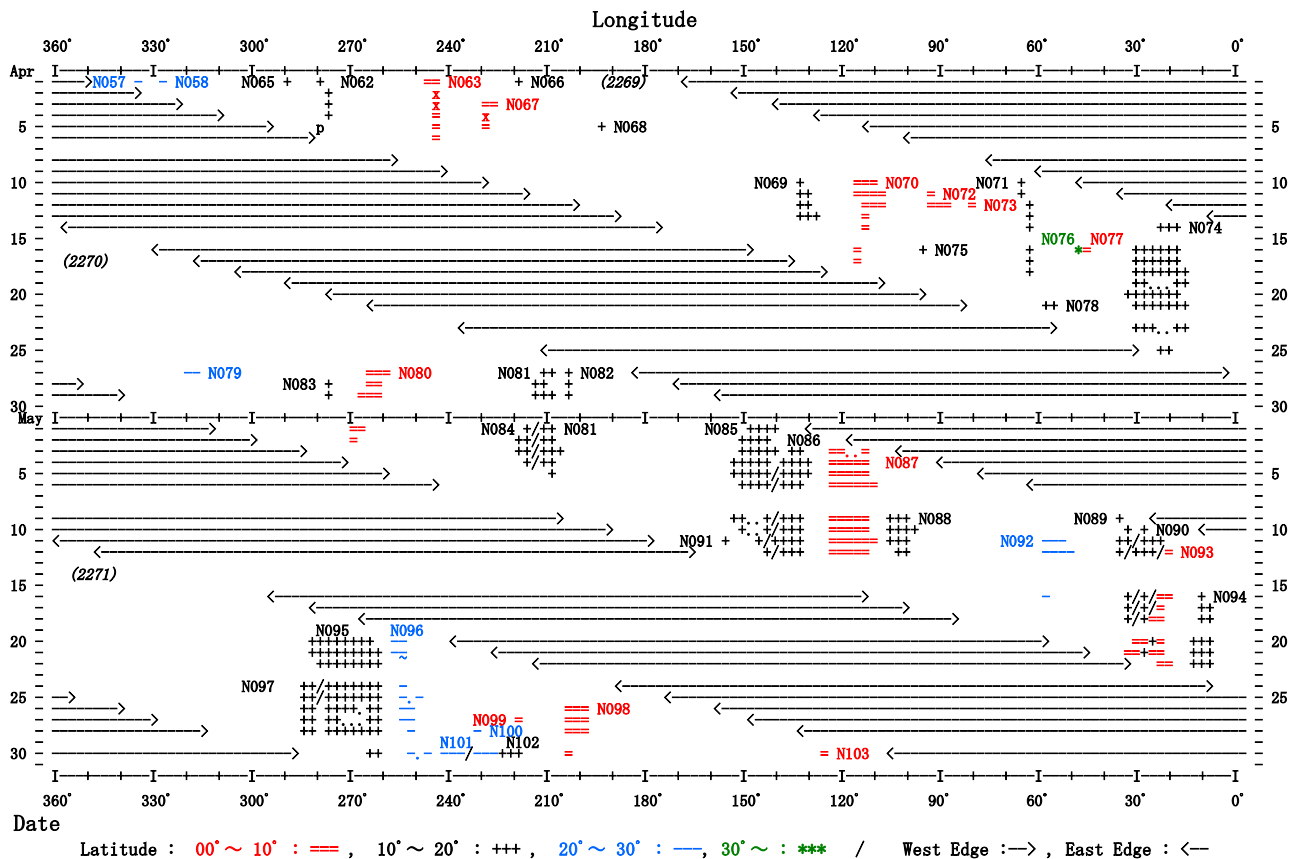 Longitude
360° 330° 300° 270° 240° 210° 180° 150° 120° 90° 60° 30° 0°
Apr
N057 N058 N065 N062 N063 N066 (2269)
N067
5 p N068 5
10 N069 N070 N071 10
N072
N073
N074
15 N076 N077 15
N075
(2270)
20 20
N078
25 25
N079 N080 N081 N082
N083
30 30
May
N084 N081 N085
N086
N087
5 5
N088 N089
10 N090 10
N091 N092
N093
(2271)
15 15
N094
N095 N096
20 20
N097
25 25
N098
N099
N100
N101 N102
30 N103 30
360° 330° 300° 270° 240° 210° 180° 150° 120° 90° 60° 30° 0°
Date
Latitude : 00°～ 10° : ===, 10°～ 20° : +++, 20°～ 30° : ---, 30°～ : *** / West Edge :-->, East Edge : <--